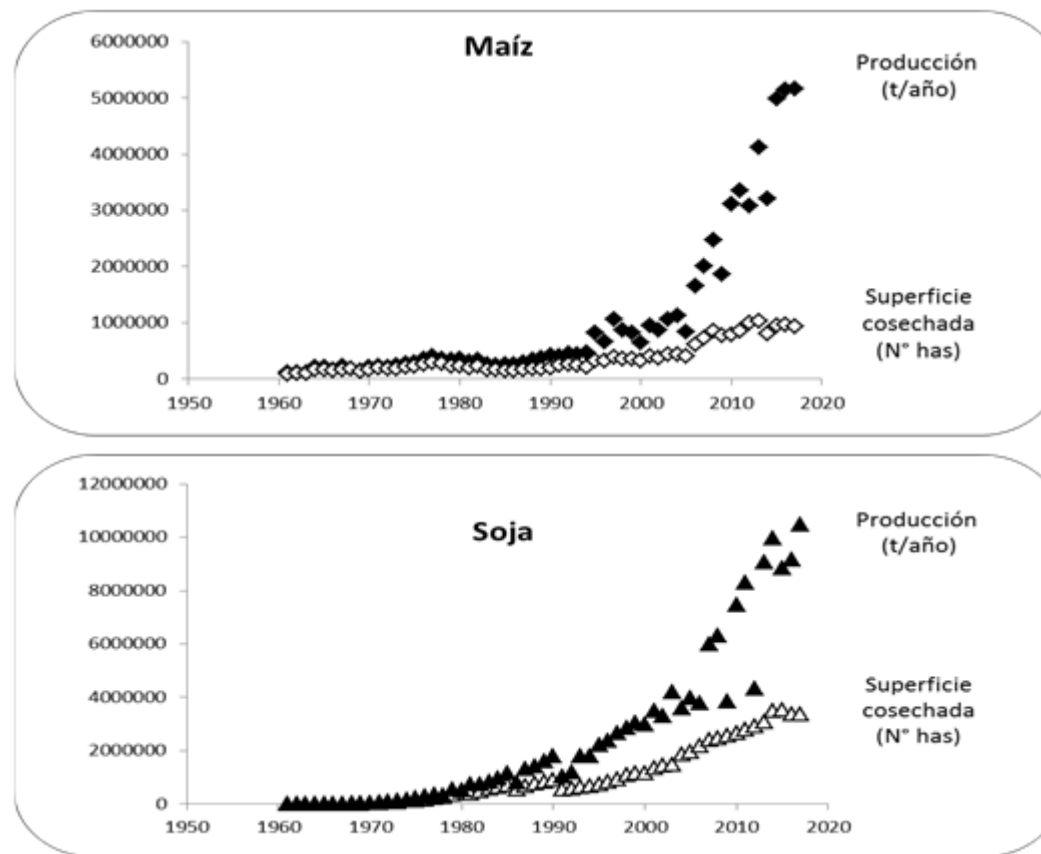 Maíz
6000000
5000000
4000000
3000000
2000000
1000000
0
1950 1960 1970 1980 1990 2000 2010 2020
Producción
(t/año)
Superficie
cosechada
(N° has)
Soja
12000000
10000000
8000000
6000000
4000000
2000000
0
1950 1960 1970 1980 1990 2000 2010 2020
Producción
(t/año)
Superficie
cosechada
(N° has)